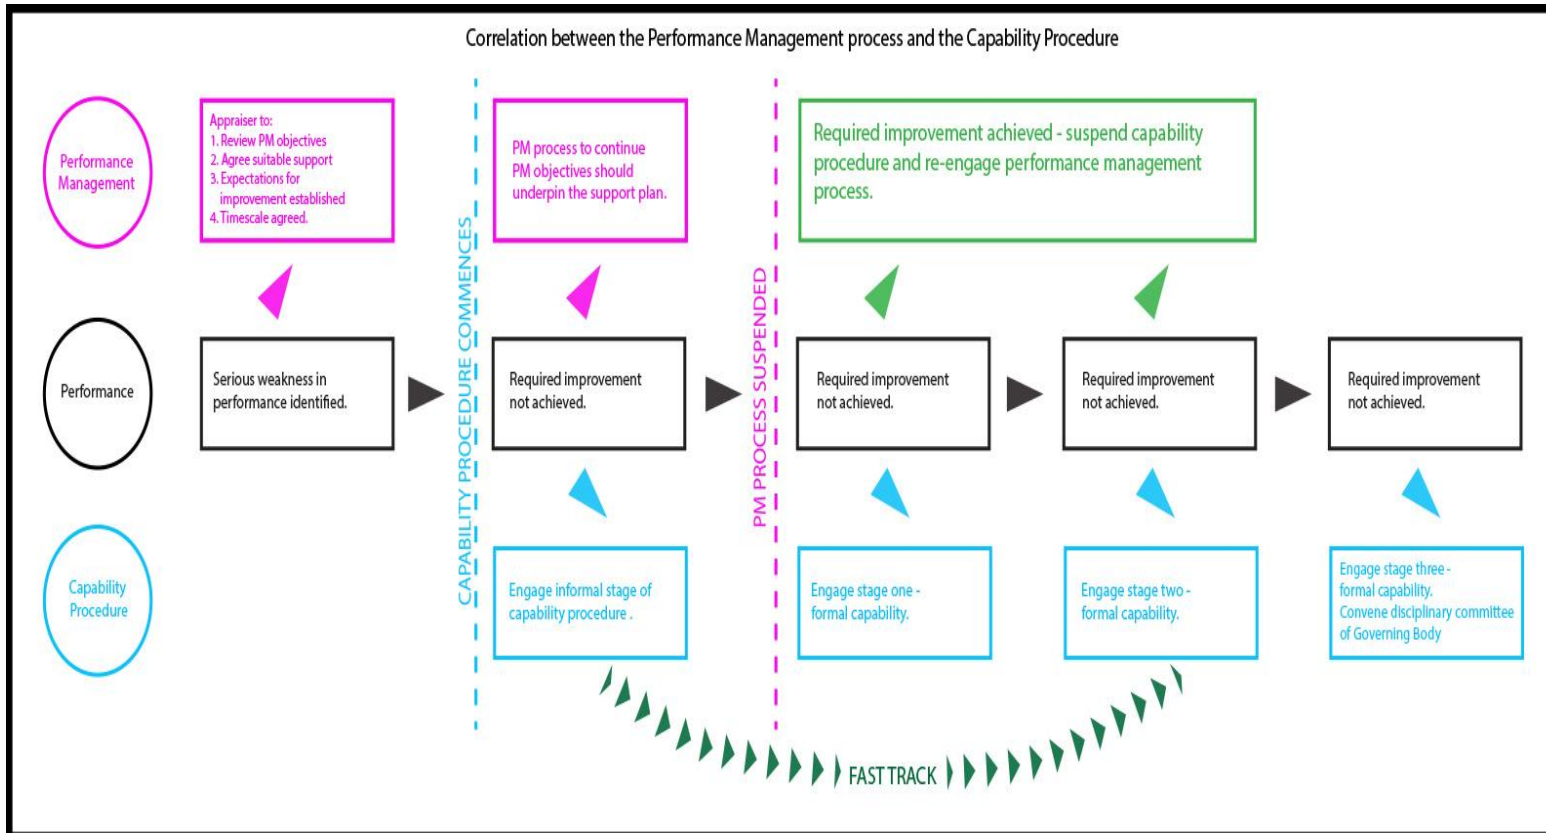 Correlation between the Performance Management process and the Capability Procedure
Performance
Management
Appraiser to:
1. Review PM objectives
2. Agree suitable support
3. Expectations for
improvement established
4. Timescale agreed.
PM process to continue
PM objectives should
underpin the support plan.
Required improvement achieved - suspend capability
procedure and re-engage performance management
process.
CAPABILITY PROCEDURE COMMENCES
PM PROCESS SUSPENDED
Performance
Serious weakness in
performance identified.
Required improvement
not achieved.
Required improvement
not achieved.
Required improvement
not achieved.
Required improvement
not achieved.
Capability
Procedure
Engage informal stage of
capability procedure .
Engage stage one -
formal capability.
Engage stage two -
formal capability.
Engage stage three -
formal capability.
Convene disciplinary committee
of Governing Body
FAST TRACK